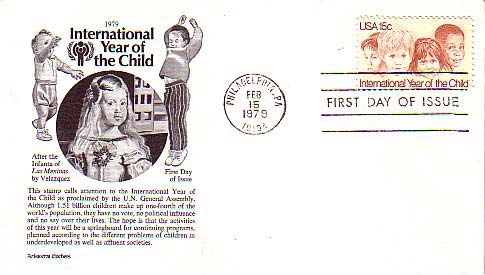 1979
International
Year of
the Child
After the
Infanta of
Las Meninas
by Velazquez
First Day
of Issue
This stamp calls attention to the International Year of
the Child as proclaimed by the U.N. General Assembly.
Although 1.51 billion children make up one-fourth of the
world's population, they have no vote, no political influence
and no say over their lives. The hope is that the activities
of this year will be a springboard for continuing programs,
planned according to the different problems of children in
underdeveloped as well as affluent societies.
Aristocrat Cachets
PHILADELPHIA, PA
FEB
15
1979
USA 15c
International Year of the Child
FIRST DAY OF ISSUE